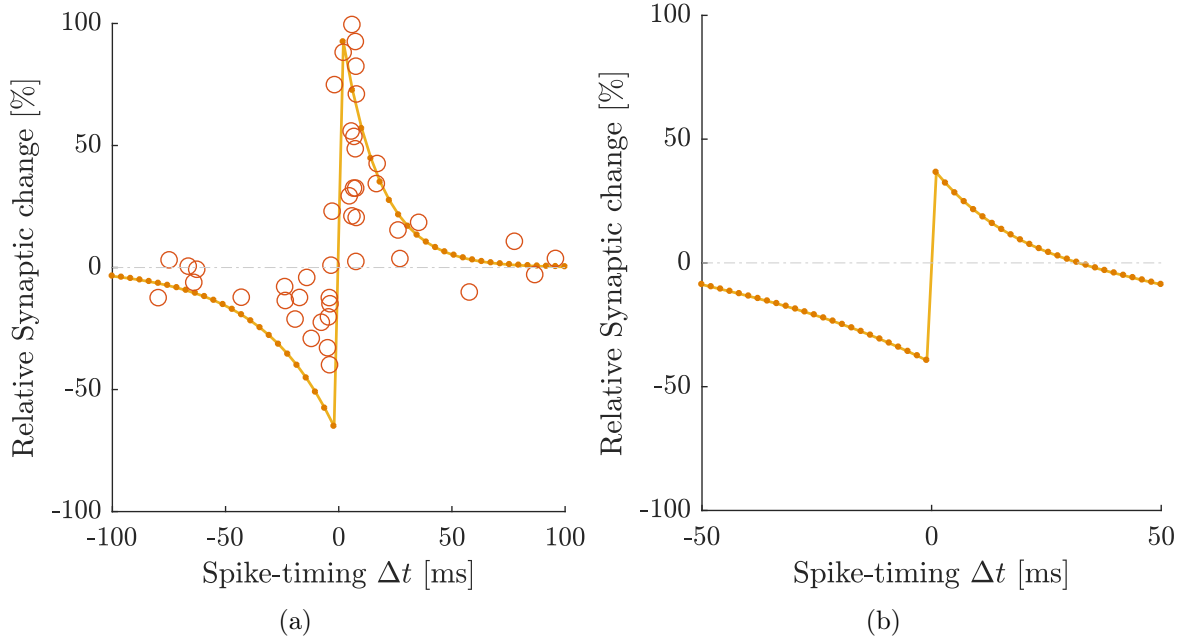 100
50
0
-50
-100
Relative Synaptic change [%]
-100 -50 0 50 100
Spike-timing Δt [ms]
(a)
100
50
0
-50
-100
Relative Synaptic change [%]
-50 0 50
Spike-timing Δt [ms]
(b)